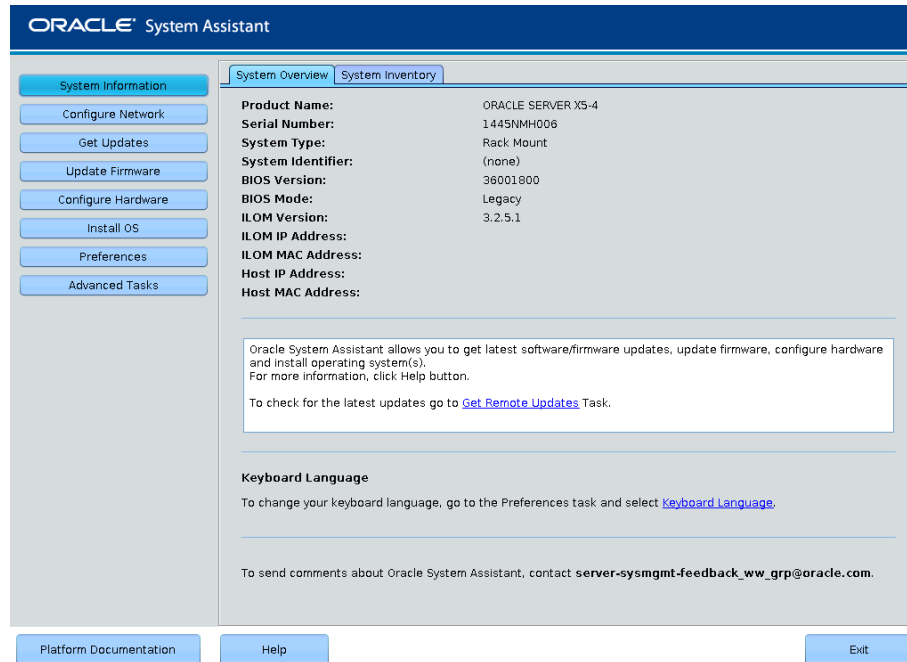 ORACLE System Assistant
System Information
Configure Network
Get Updates
Update Firmware
Configure Hardware
Install OS
Preferences
Advanced Tasks
System Overview
System Inventory
Product Name: ORACLE SERVER X5-4
Serial Number: 1445NMH006
System Type: Rack Mount
System Identifier: (none)
BIOS Version: 36001800
BIOS Mode: Legacy
ILOM Version: 3.2.5.1
ILOM IP Address:
ILOM MAC Address:
Host IP Address:
Host MAC Address:
Oracle System Assistant allows you to get latest software/firmware updates, update firmware, configure hardware
and install operating system(s).
For more information, click Help button.
To check for the latest updates go to Get Remote Updates Task.
Keyboard Language
To change your keyboard language, go to the Preferences task and select Keyboard Language.
To send comments about Oracle System Assistant, contact server-sysmgmt-feedback_ww_grp@oracle.com.
Platform Documentation
Help
Exit